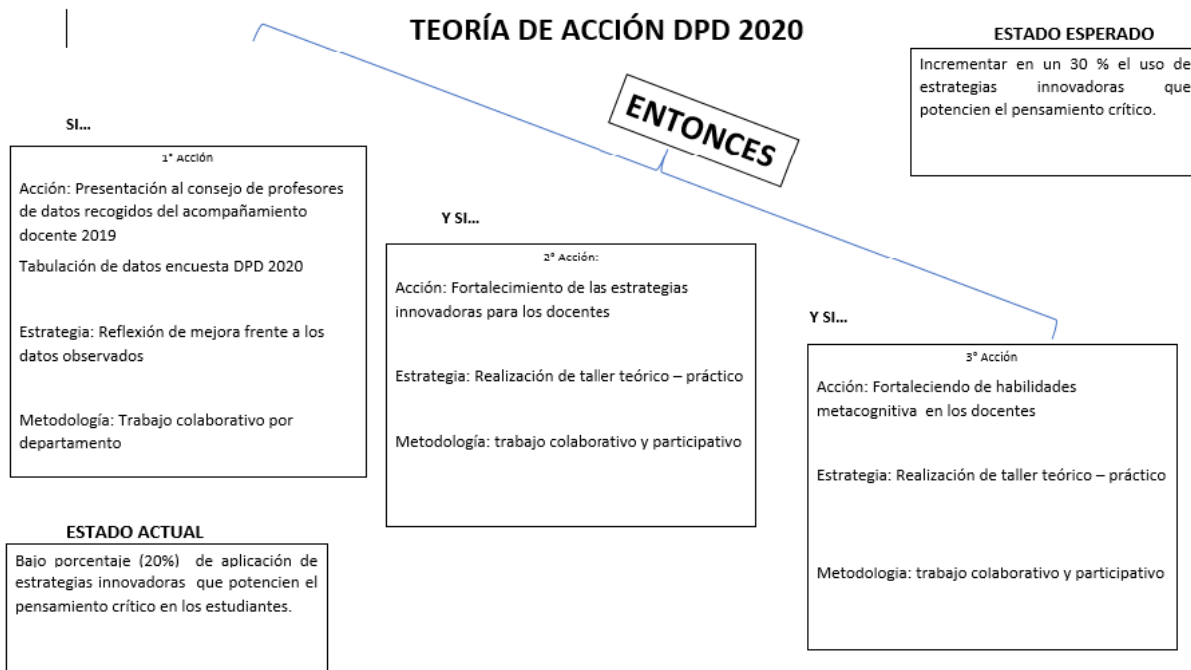 TEORÍA DE ACCIÓN DPD 2020
ESTADO ESPERADO
Incrementar en un 30 % el uso de
estrategias innovadoras que
potencien el pensamiento crítico.
ENTONCES
SI...
1° Acción
Acción: Presentación al consejo de profesores
de datos recogidos del acompañamiento
docente 2019
Tabulación de datos encuesta DPD 2020
Estrategia: Reflexión de mejora frente a los
datos observados
Metodología: Trabajo colaborativo por
departamento
Y SI...
2° Acción:
Acción: Fortalecimiento de las estrategias
innovadoras para los docentes
Estrategia: Realización de taller teórico – práctico
Metodología: trabajo colaborativo y participativo
Y SI...
3° Acción
Acción: Fortaleciendo de habilidades
metacognitiva en los docentes
Estrategia: Realización de taller teórico – práctico
Metodologia: trabajo colaborativo y participativo
ESTADO ACTUAL
Bajo porcentaje (20%) de aplicación de
estrategias innovadoras que potencien el
pensamiento crítico en los estudiantes.